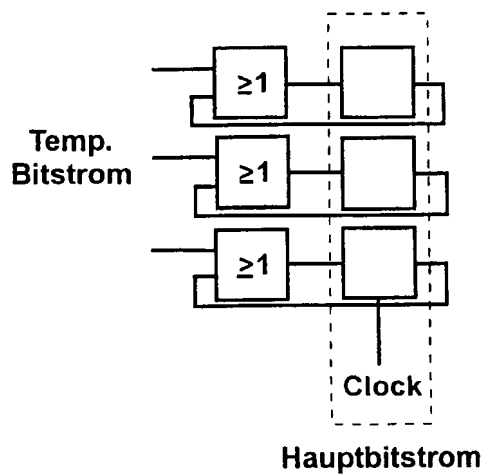 ≥1
Temp.
Bitstrom
≥1
≥1
Clock
Hauptbitstrom